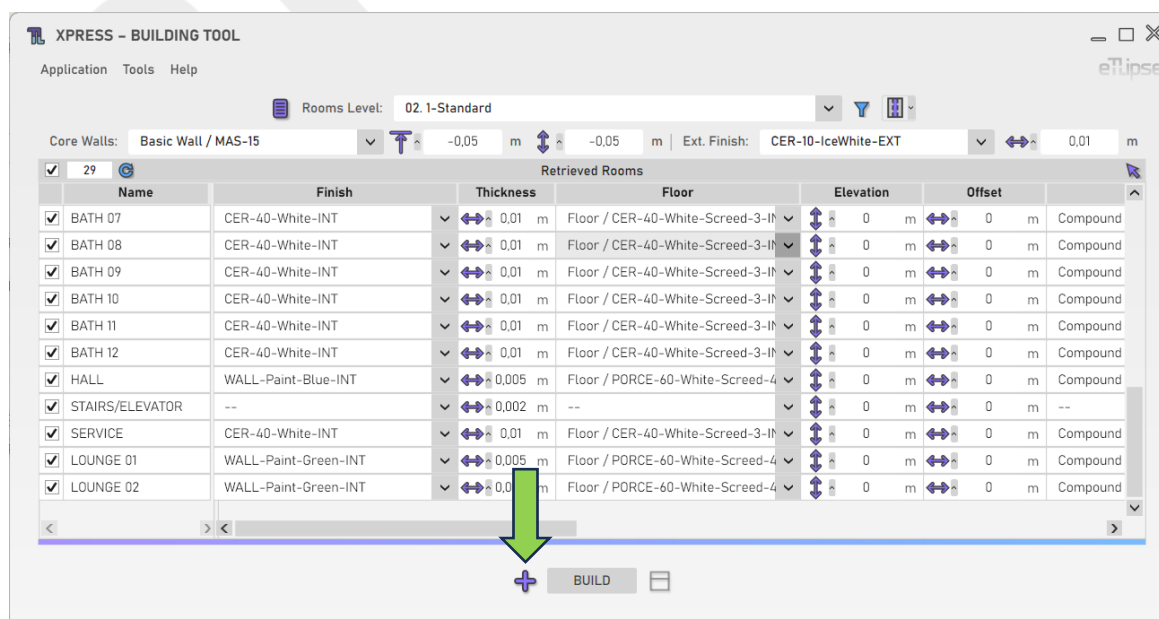 XPRESS – BUILDING TOOL
Application Tools Help
eTLipse
Rooms Level: 02. 1-Standard
Core Walls: Basic Wall / MAS-15 -0,05 m -0,05 m Ext. Finish: CER-10-IceWhite-EXT 0,01 m
29 Retrieved Rooms
Name Finish Thickness Floor Elevation Offset
BATH 07 CER-40-White-INT 0,01 m Floor / CER-40-White-Screed-3-IN 0 m 0 m Compound
BATH 08 CER-40-White-INT 0,01 m Floor / CER-40-White-Screed-3-IN 0 m 0 m Compound
BATH 09 CER-40-White-INT 0,01 m Floor / CER-40-White-Screed-3-IN 0 m 0 m Compound
BATH 10 CER-40-White-INT 0,01 m Floor / CER-40-White-Screed-3-IN 0 m 0 m Compound
BATH 11 CER-40-White-INT 0,01 m Floor / CER-40-White-Screed-3-IN 0 m 0 m Compound
BATH 12 CER-40-White-INT 0,01 m Floor / CER-40-White-Screed-3-IN 0 m 0 m Compound
HALL WALL-Paint-Blue-INT 0,005 m Floor / PORCE-60-White-Screed-4 0 m 0 m Compound
STAIRS/ELEVATOR -- 0,002 m -- 0 m 0 m --
SERVICE CER-40-White-INT 0,01 m Floor / CER-40-White-Screed-3-IN 0 m 0 m Compound
LOUNGE 01 WALL-Paint-Green-INT 0,005 m Floor / PORCE-60-White-Screed-4 0 m 0 m Compound
LOUNGE 02 WALL-Paint-Green-INT m Floor / PORCE-60-White-Screed-4 0 m 0 m Compound
BUILD